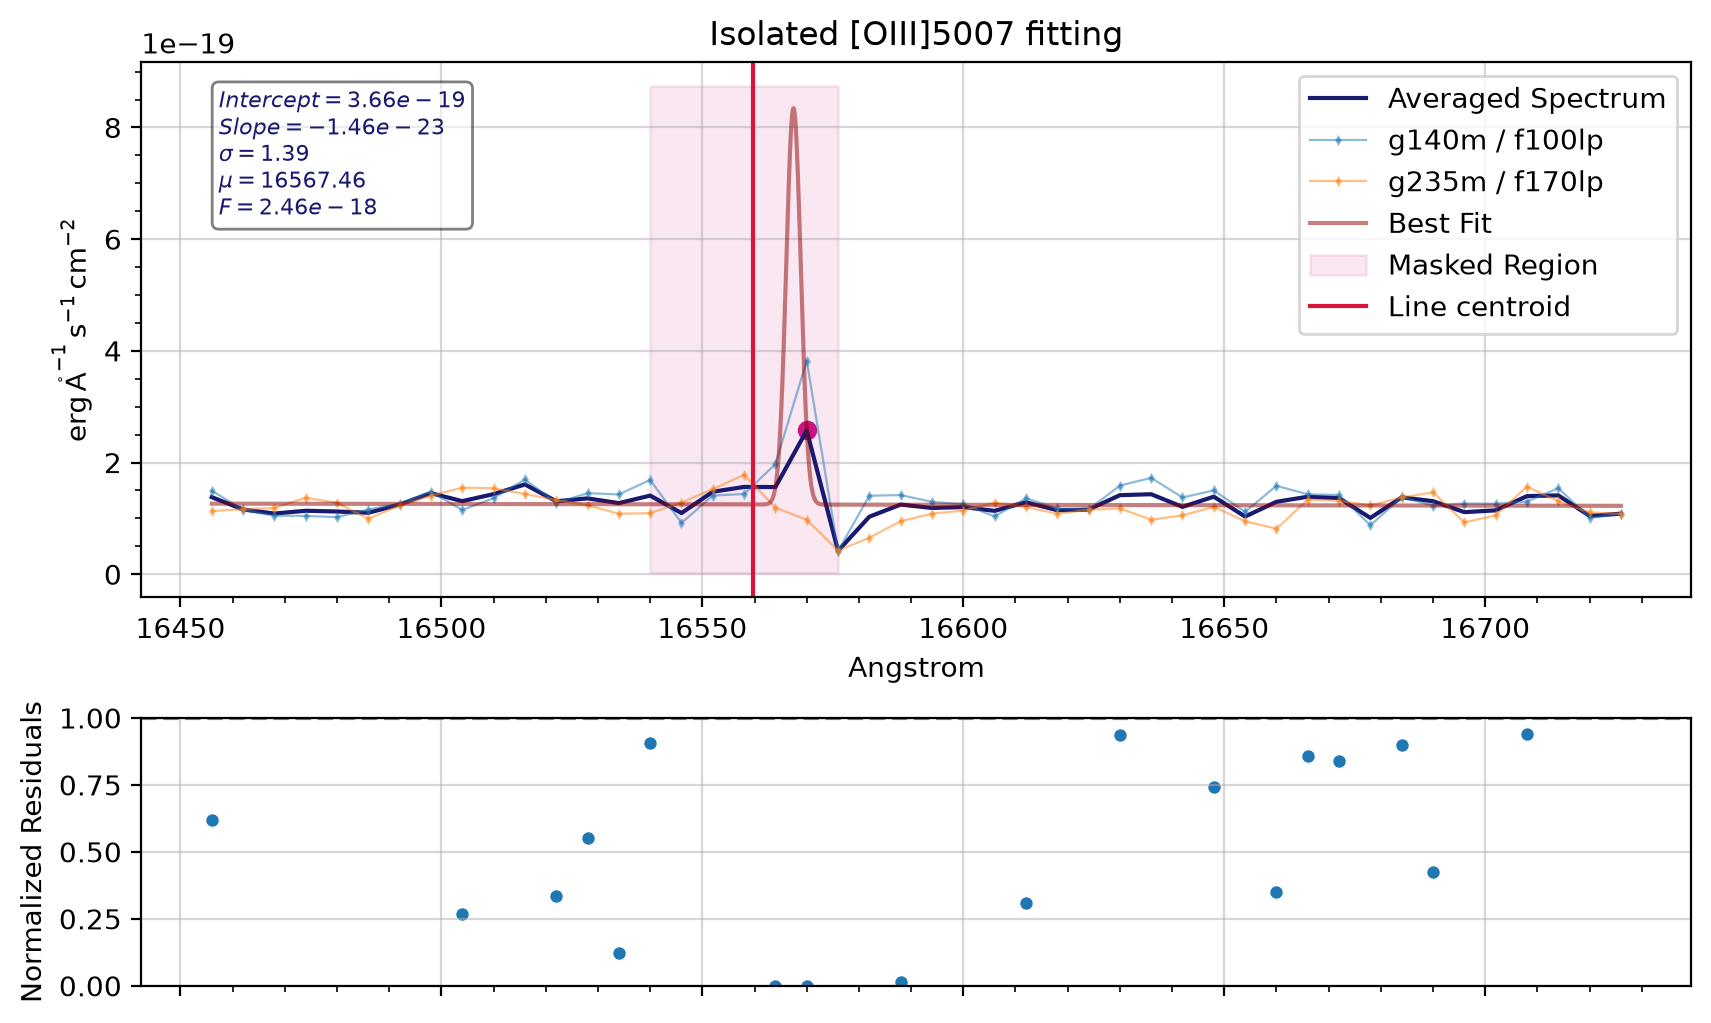 Isolated [OIII]5007 fitting
1e−19
Intercept = 3.66e − 19
Slope = −1.46e − 23
σ = 1.39
μ = 16567.46
F = 2.46e − 18
Averaged Spectrum
g140m / f100lp
g235m / f170lp
Best Fit
Masked Region
Line centroid
erg Å⁻¹ s⁻¹ cm⁻²
8
6
4
2
0
16450 16500 16550 16600 16650 16700
Angstrom
Normalized Residuals
1.00
0.75
0.50
0.25
0.00